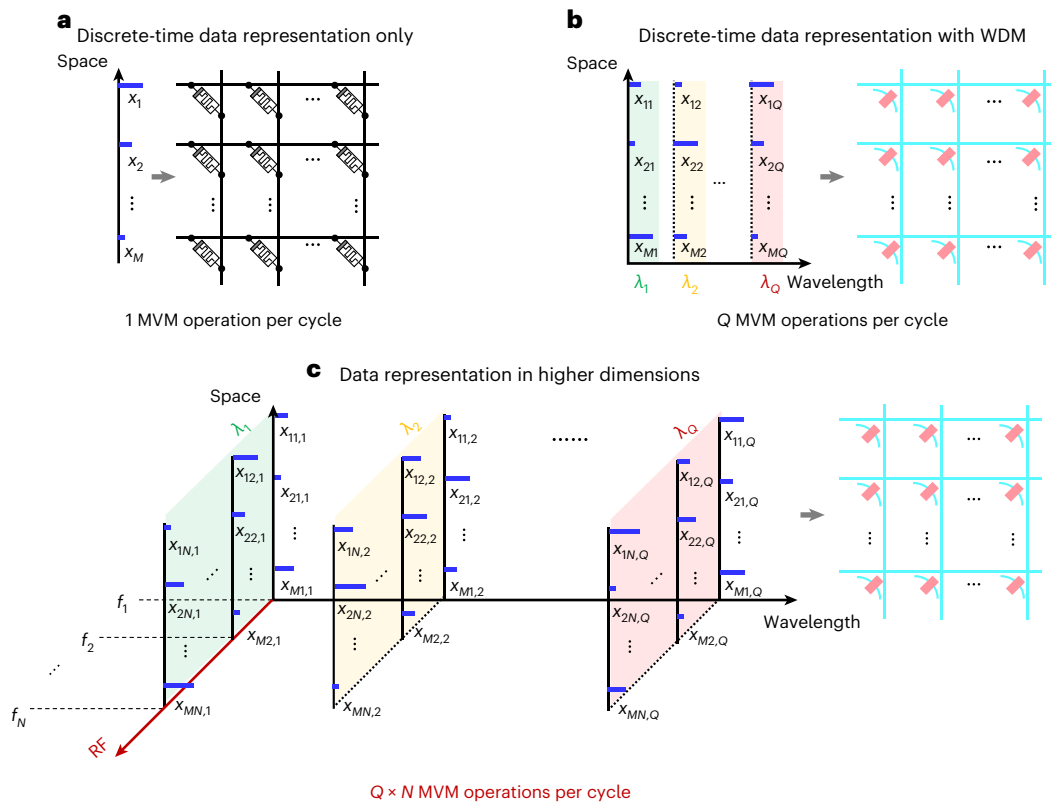 a
Discrete-time data representation only
Space
x1
x2
⋮
xM
...
...
⋮ ⋮ ⋮
...
1 MVM operation per cycle
b
Discrete-time data representation with WDM
Space
x11 x12 x1Q
x21 x22 x2Q
...
⋮ ⋮ ⋮
xM1 xM2 xMQ
λ1 λ2 λQ Wavelength
...
...
⋮ ⋮ ⋮
...
Q MVM operations per cycle
c Data representation in higher dimensions
Space
λ1 λ2 ...... λQ
x11,1 x11,2 x11,Q
x12,1 x12,2 x12,Q
x21,1 x21,2 x21,Q
x22,1 x22,2 x22,Q
x1N,1 x1N,2 x1N,Q
xM1,1 xM1,2 xM1,Q
x2N,1 x2N,2 x2N,Q
xM2,1 xM2,2 xM2,Q
xMN,1 xMN,2 xMN,Q
f1
f2
fN
RF
Wavelength
...
...
⋮ ⋮ ⋮
...
Q × N MVM operations per cycle